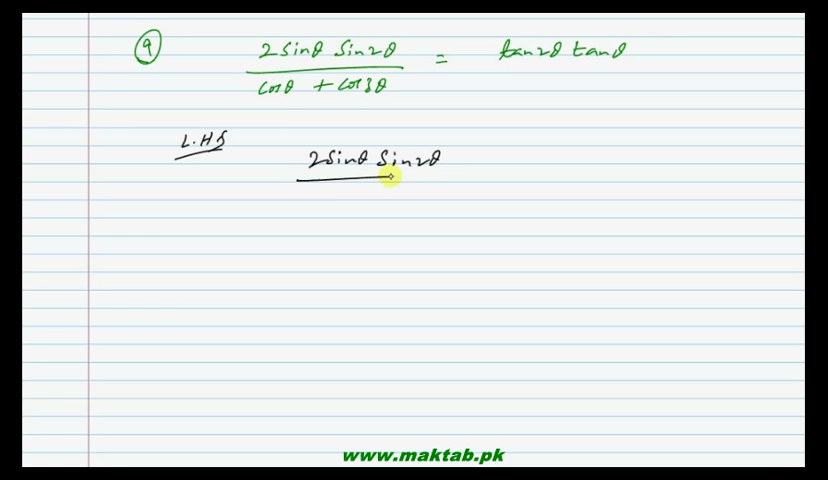 9 2sinθ sin2θ = tan2θ tanθ
cosθ + cos3θ
L.H.S
2sinθ sin2θ
www.maktab.pk